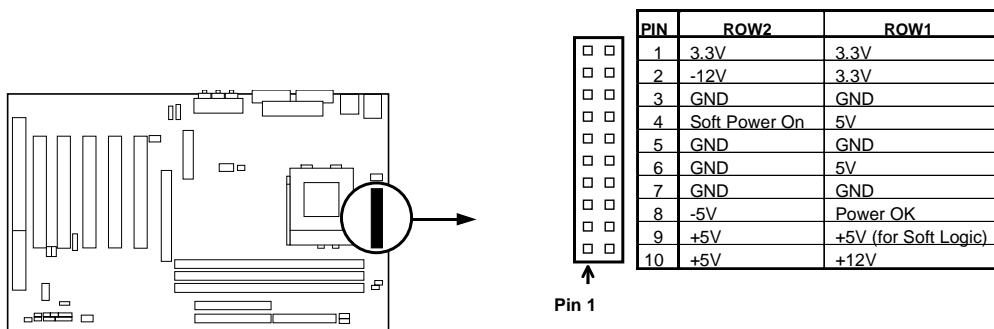 PIN ROW2 ROW1
1 3.3V 3.3V
2 -12V 3.3V
3 GND GND
4 Soft Power On 5V
5 GND GND
6 GND 5V
7 GND GND
8 -5V Power OK
9 +5V +5V (for Soft Logic)
10 +5V +12V
Pin 1